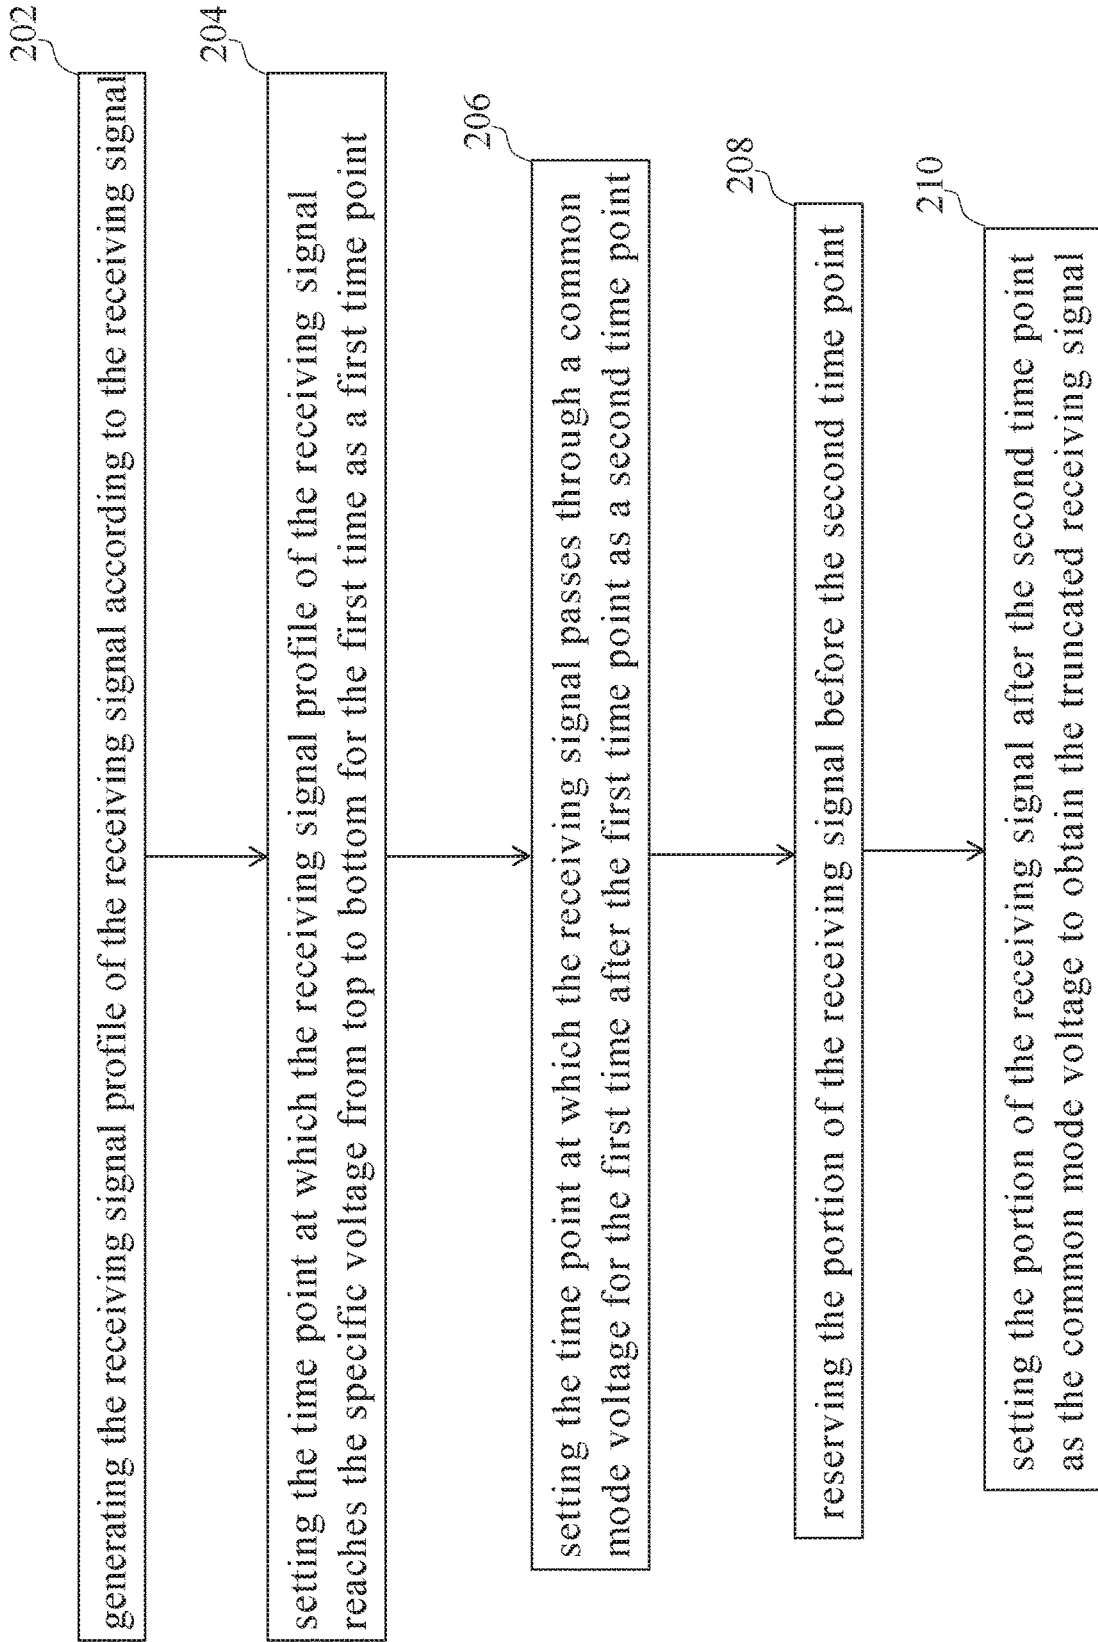 202
generating the receiving signal profile of the receiving signal according to the receiving signal
204
setting the time point at which the receiving signal profile of the receiving signal
reaches the specific voltage from top to bottom for the first time as a first time point
206
setting the time point at which the receiving signal passes through a common
mode voltage for the first time after the first time point as a second time point
208
reserving the portion of the receiving signal before the second time point
210
setting the portion of the receiving signal after the second time point
as the common mode voltage to obtain the truncated receiving signal